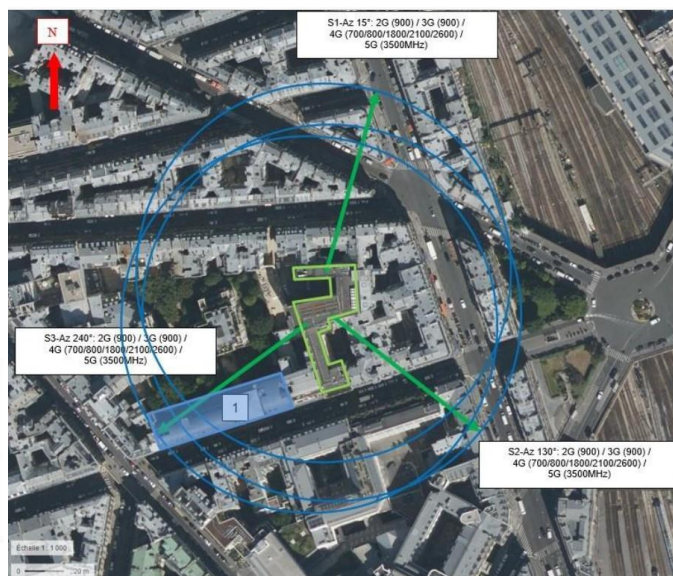 N
S1-Az 15°: 2G (900) / 3G (900) /
4G (700/800/1800/2100/2600) /
5G (3500MHz)
S3-Az 240°: 2G (900) / 3G (900) /
4G (700/800/1800/2100/2600) /
5G (3500MHz)
1
S2-Az 130°: 2G (900) / 3G (900) /
4G (700/800/1800/2100/2600) /
5G (3500MHz)
Echelle 1 : 1 000
0 20 m